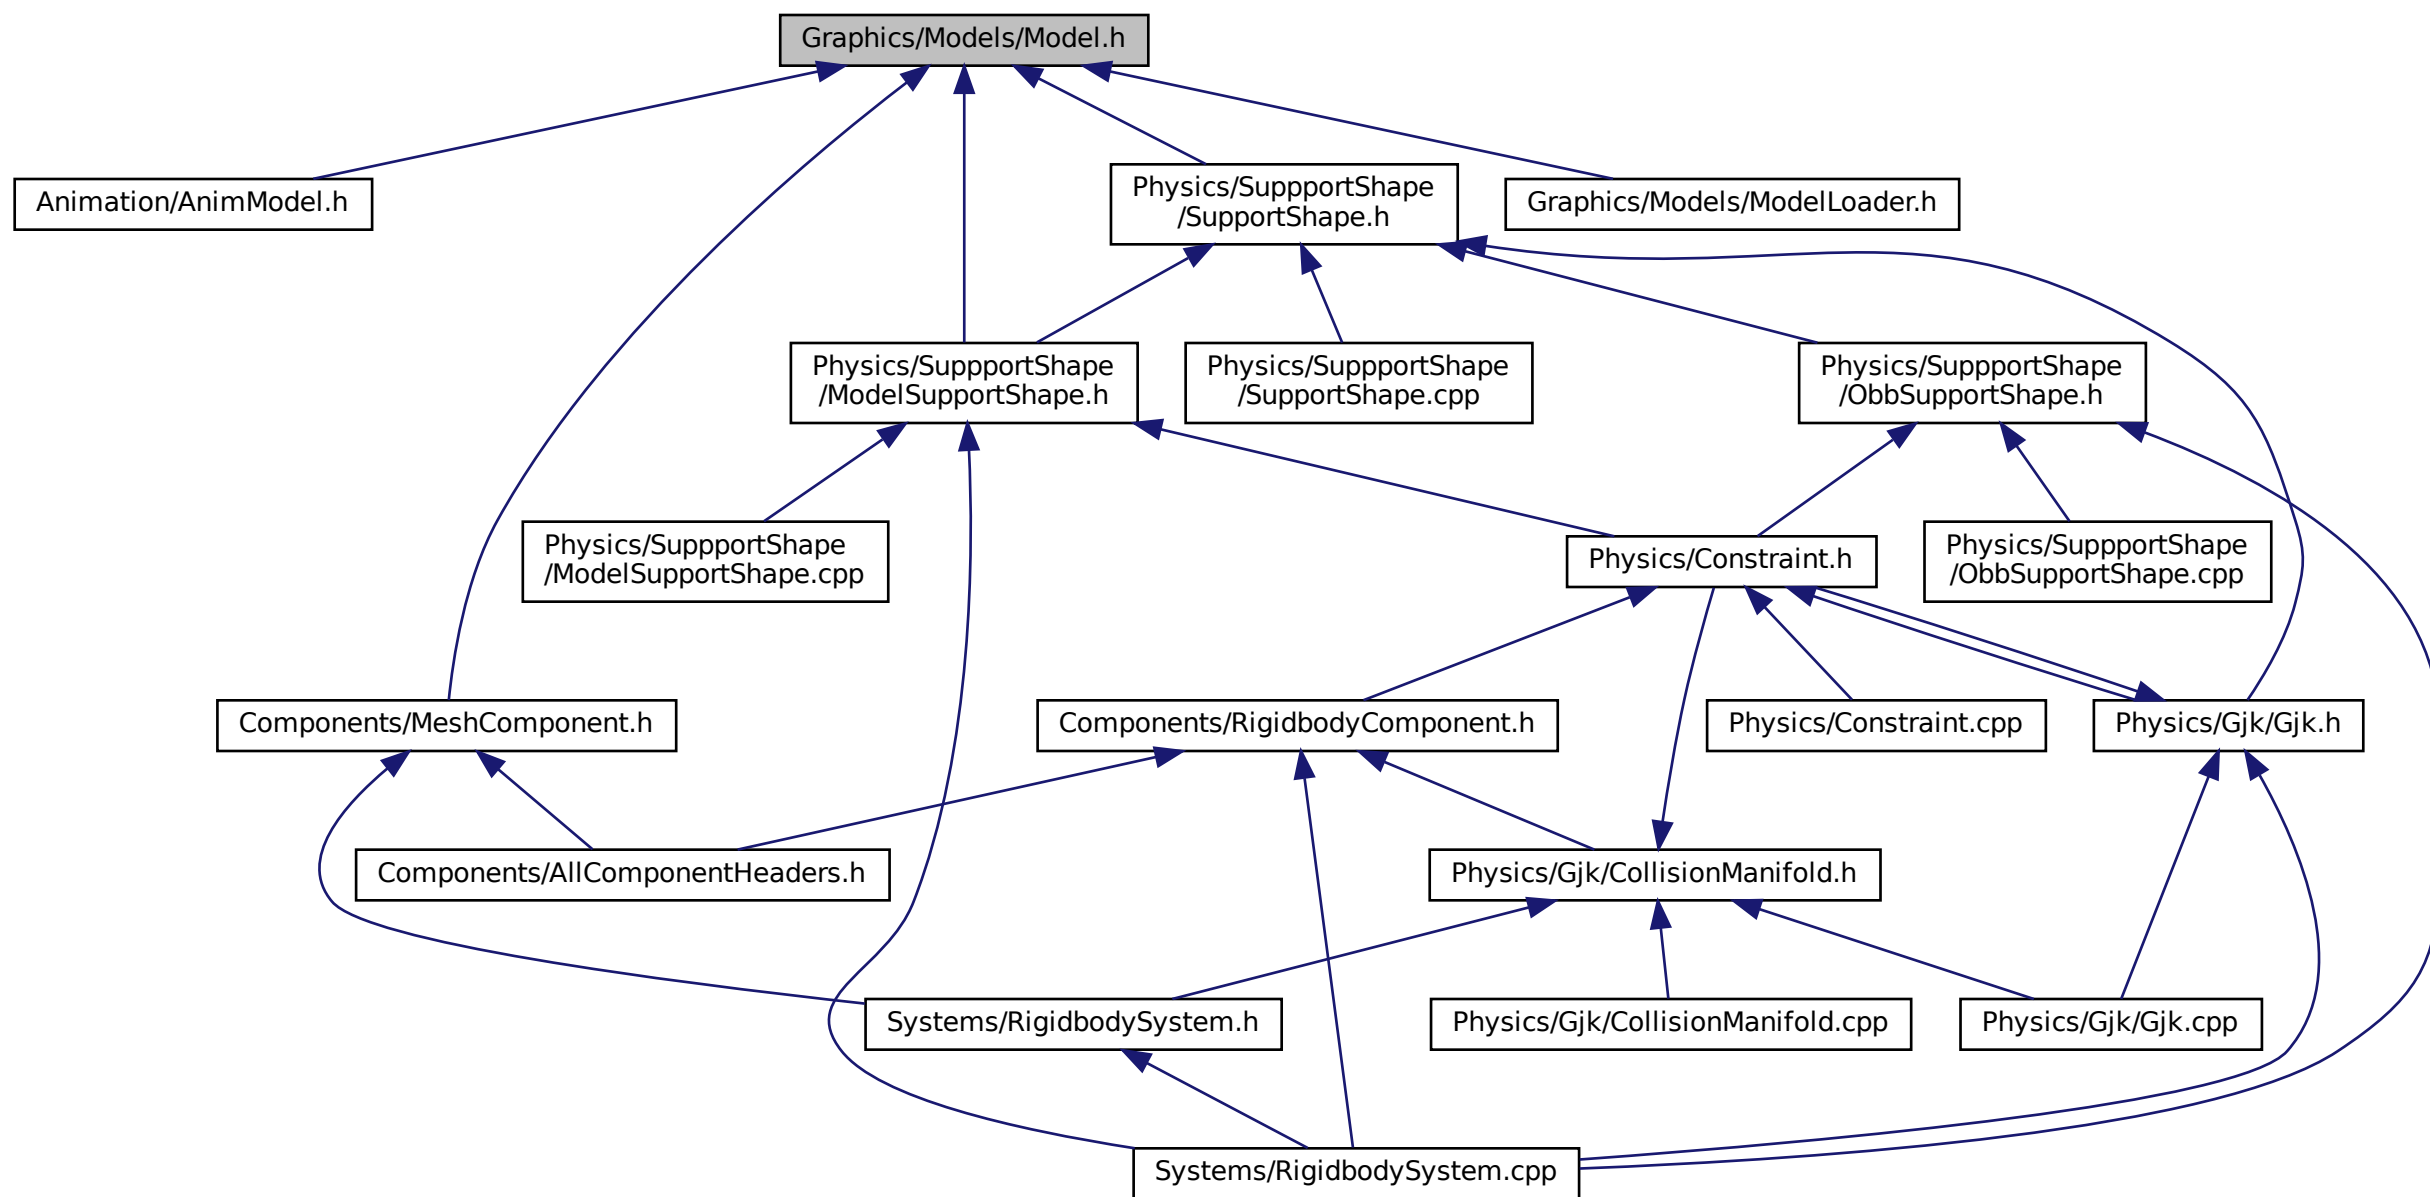 Graphics/Models/Model.h
Animation/AnimModel.h
Physics/SuppportShape
/SupportShape.h
Graphics/Models/ModelLoader.h
Physics/SuppportShape
/ModelSupportShape.h
Physics/SuppportShape
/SupportShape.cpp
Physics/SuppportShape
/ObbSupportShape.h
Physics/SuppportShape
/ModelSupportShape.cpp
Physics/Constraint.h
Physics/SuppportShape
/ObbSupportShape.cpp
Components/MeshComponent.h
Components/RigidbodyComponent.h
Physics/Constraint.cpp
Physics/Gjk/Gjk.h
Components/AllComponentHeaders.h
Physics/Gjk/CollisionManifold.h
Systems/RigidbodySystem.h
Physics/Gjk/CollisionManifold.cpp
Physics/Gjk/Gjk.cpp
Systems/RigidbodySystem.cpp